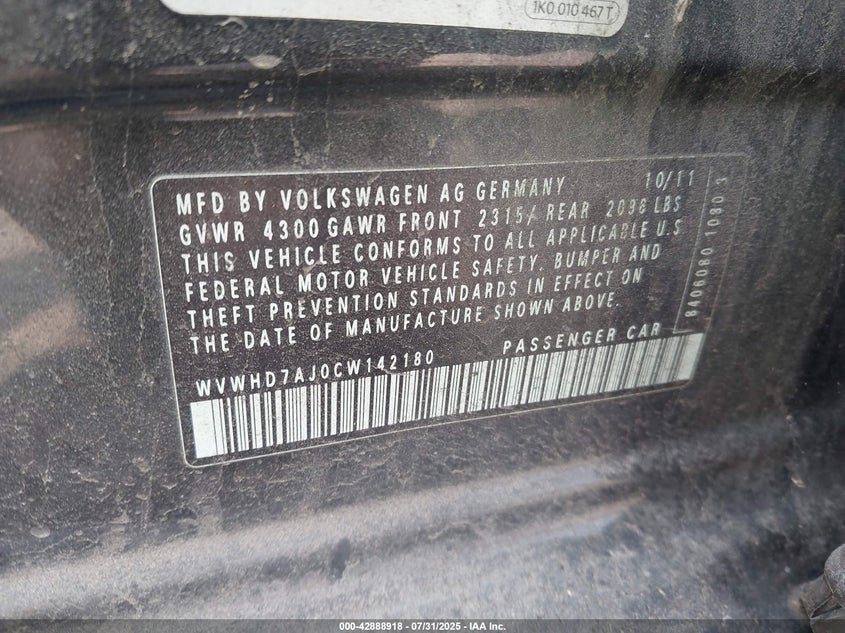 1K0 010 467 T
MFD BY VOLKSWAGEN AG GERMANY 10/11
GVWR 4300 GAWR FRONT 2315/ REAR 2098 LBS
THIS VEHICLE CONFORMS TO ALL APPLICABLE U.S
FEDERAL MOTOR VEHICLE SAFETY, BUMPER AND
THEFT PREVENTION STANDARDS IN EFFECT ON
THE DATE OF MANUFACTURE SHOWN ABOVE.
WVWHD7AJ0CW142180 PASSENGER CAR
8406080 1080 3
000-42888918 - 07/31/2025 - IAA Inc.